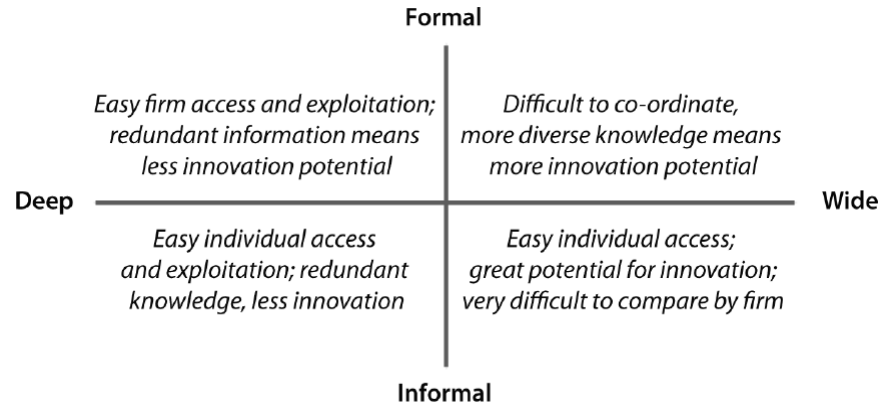 Formal
Easy firm access and exploitation;
redundant information means
less innovation potential
Difficult to co-ordinate,
more diverse knowledge means
more innovation potential
Deep
Wide
Easy individual access
and exploitation; redundant
knowledge, less innovation
Easy individual access;
great potential for innovation;
very difficult to compare by firm
Informal